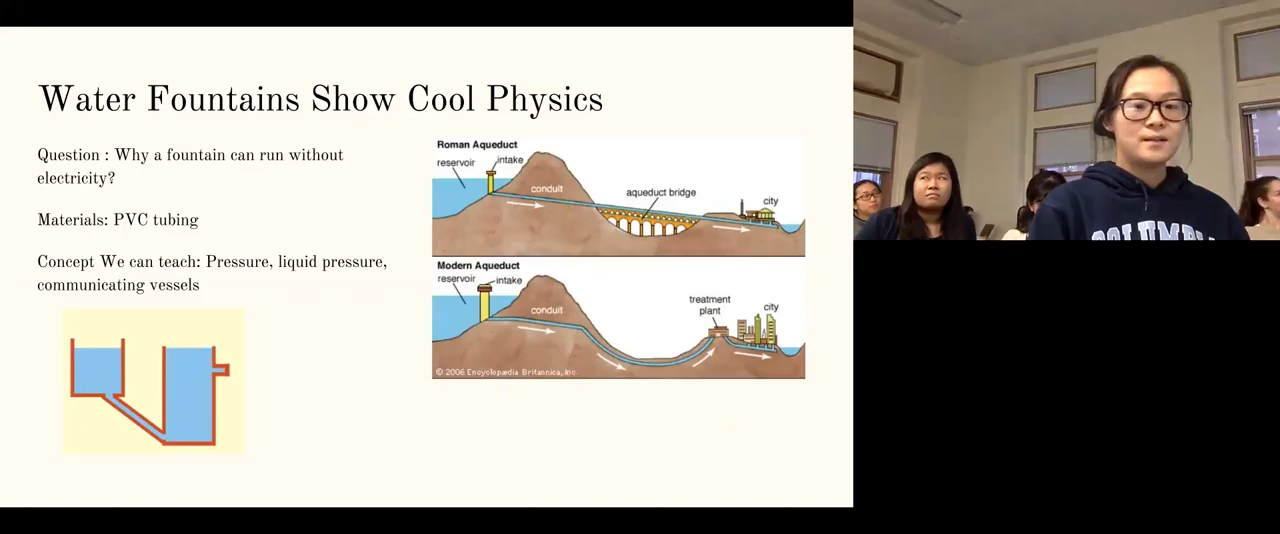 Water Fountains Show Cool Physics
Question : Why a fountain can run without
electricity?
Materials: PVC tubing
Concept We can teach: Pressure, liquid pressure,
communicating vessels
Roman Aqueduct
reservoir
intake
conduit
aqueduct bridge
city
Modern Aqueduct
reservoir
intake
conduit
treatment
plant
city
© 2006 Encyclopædia Britannica, Inc.